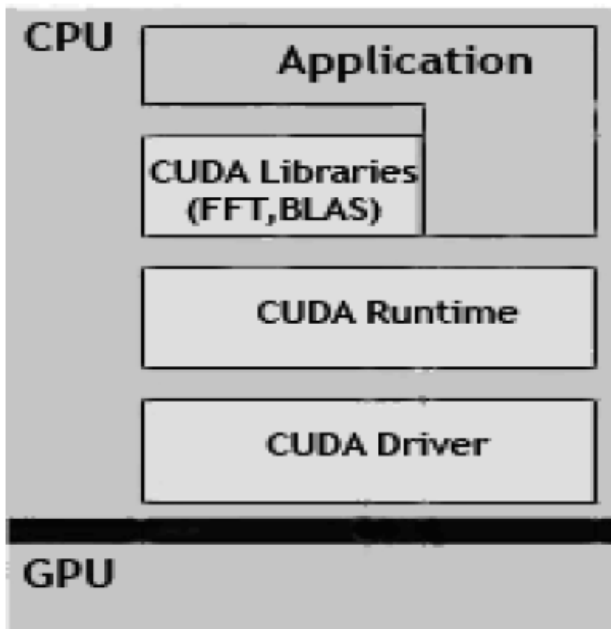 CPU
Application
CUDA Libraries
(FFT,BLAS)
CUDA Runtime
CUDA Driver
GPU